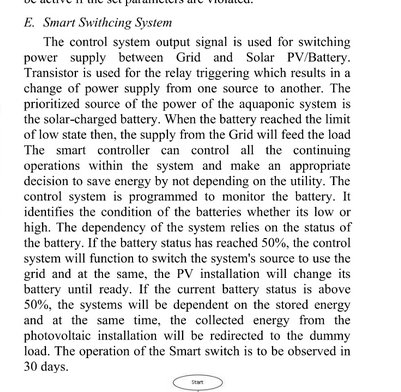 be active if the set parameters are violated.
E. Smart Swithcing System
The control system output signal is used for switching
power supply between Grid and Solar PV/Battery.
Transistor is used for the relay triggering which results in a
change of power supply from one source to another. The
prioritized source of the power of the aquaponic system is
the solar-charged battery. When the battery reached the limit
of low state then, the supply from the Grid will feed the load
The smart controller can control all the continuing
operations within the system and make an appropriate
decision to save energy by not depending on the utility. The
control system is programmed to monitor the battery. It
identifies the condition of the batteries whether its low or
high. The dependency of the system relies on the status of
the battery. If the battery status has reached 50%, the control
system will function to switch the system's source to use the
grid and at the same, the PV installation will change its
battery until ready. If the current battery status is above
50%, the systems will be dependent on the stored energy
and at the same time, the collected energy from the
photovoltaic installation will be redirected to the dummy
load. The operation of the Smart switch is to be observed in
30 days.
Start